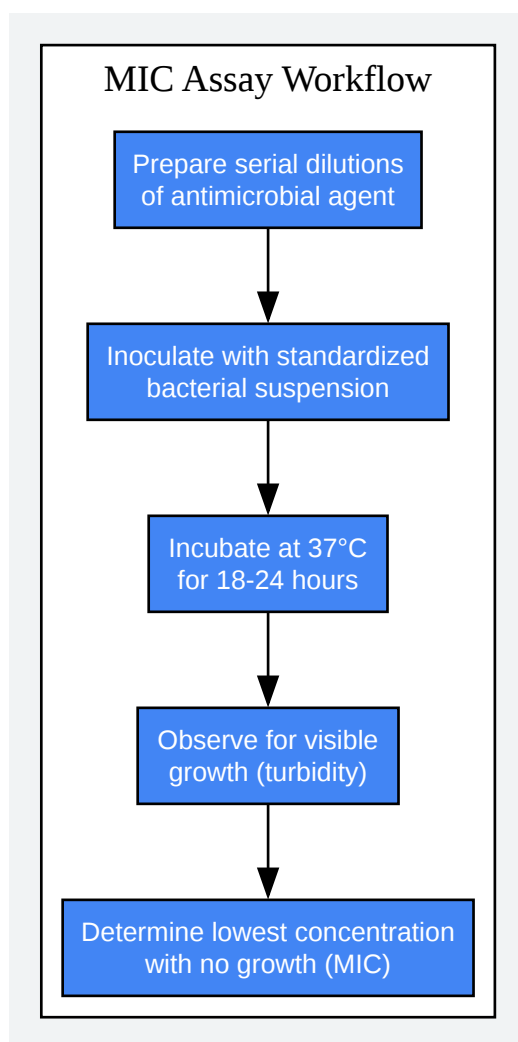 MIC Assay Workflow
Prepare serial dilutions
of antimicrobial agent
Inoculate with standardized
bacterial suspension
Incubate at 37°C
for 18-24 hours
Observe for visible
growth (turbidity)
Determine lowest concentration
with no growth (MIC)